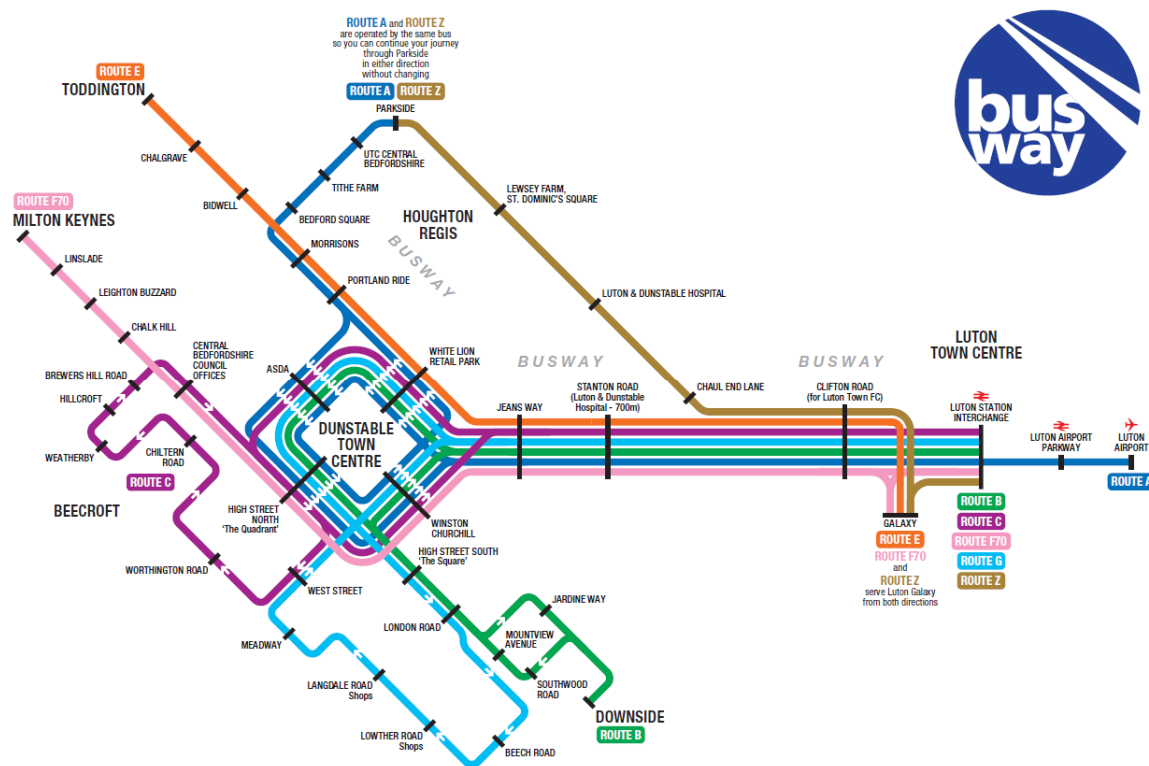 ROUTE A and ROUTE Z
are operated by the same bus
so you can continue your journey
through Parkside
in either direction
without changing
ROUTE A ROUTE Z
PARKSIDE
bus
way
ROUTE E
TODDINGTON
CHALGRAVE
BIDWELL
UTC CENTRAL
BEDFORDSHIRE
TITHE FARM
BEDFORD SQUARE
MORRISONS
PORTLAND RIDE
HOUGHTON
REGIS
BUSWAY
LEWSEY FARM,
ST. DOMINIC'S SQUARE
LUTON & DUNSTABLE HOSPITAL
CHAUL END LANE
ROUTE F70
MILTON KEYNES
LINSLADE
LEIGHTON BUZZARD
CHALK HILL
CENTRAL
BEDFORDSHIRE
COUNCIL
OFFICES
BREWERS HILL ROAD
HILLCROFT
WEATHERBY
CHILTERN
ROAD
ROUTE C
BEECROFT
WORTHINGTON ROAD
ASDA
WHITE LION
RETAIL PARK
DUNSTABLE
TOWN
CENTRE
HIGH STREET
NORTH
'The Quadrant'
WINSTON
CHURCHILL
HIGH STREET SOUTH
'The Square'
WEST STREET
BUSWAY
BUSWAY
JEANS WAY
STANTON ROAD
(Luton & Dunstable
Hospital - 700m)
CLIFTON ROAD
(for Luton Town FC)
LUTON
TOWN CENTRE
LUTON STATION
INTERCHANGE
LUTON AIRPORT
PARKWAY
LUTON
AIRPORT
ROUTE A
GALAXY
ROUTE E
ROUTE F70
and
ROUTE Z
serve Luton Galaxy
from both directions
ROUTE B
ROUTE C
ROUTE F70
ROUTE G
ROUTE Z
MEADWAY
LANGDALE ROAD
Shops
LOWTHER ROAD
Shops
BEECH ROAD
LONDON ROAD
MOUNTVIEW
AVENUE
JARDINE WAY
SOUTHWOOD
ROAD
DOWNSIDE
ROUTE B